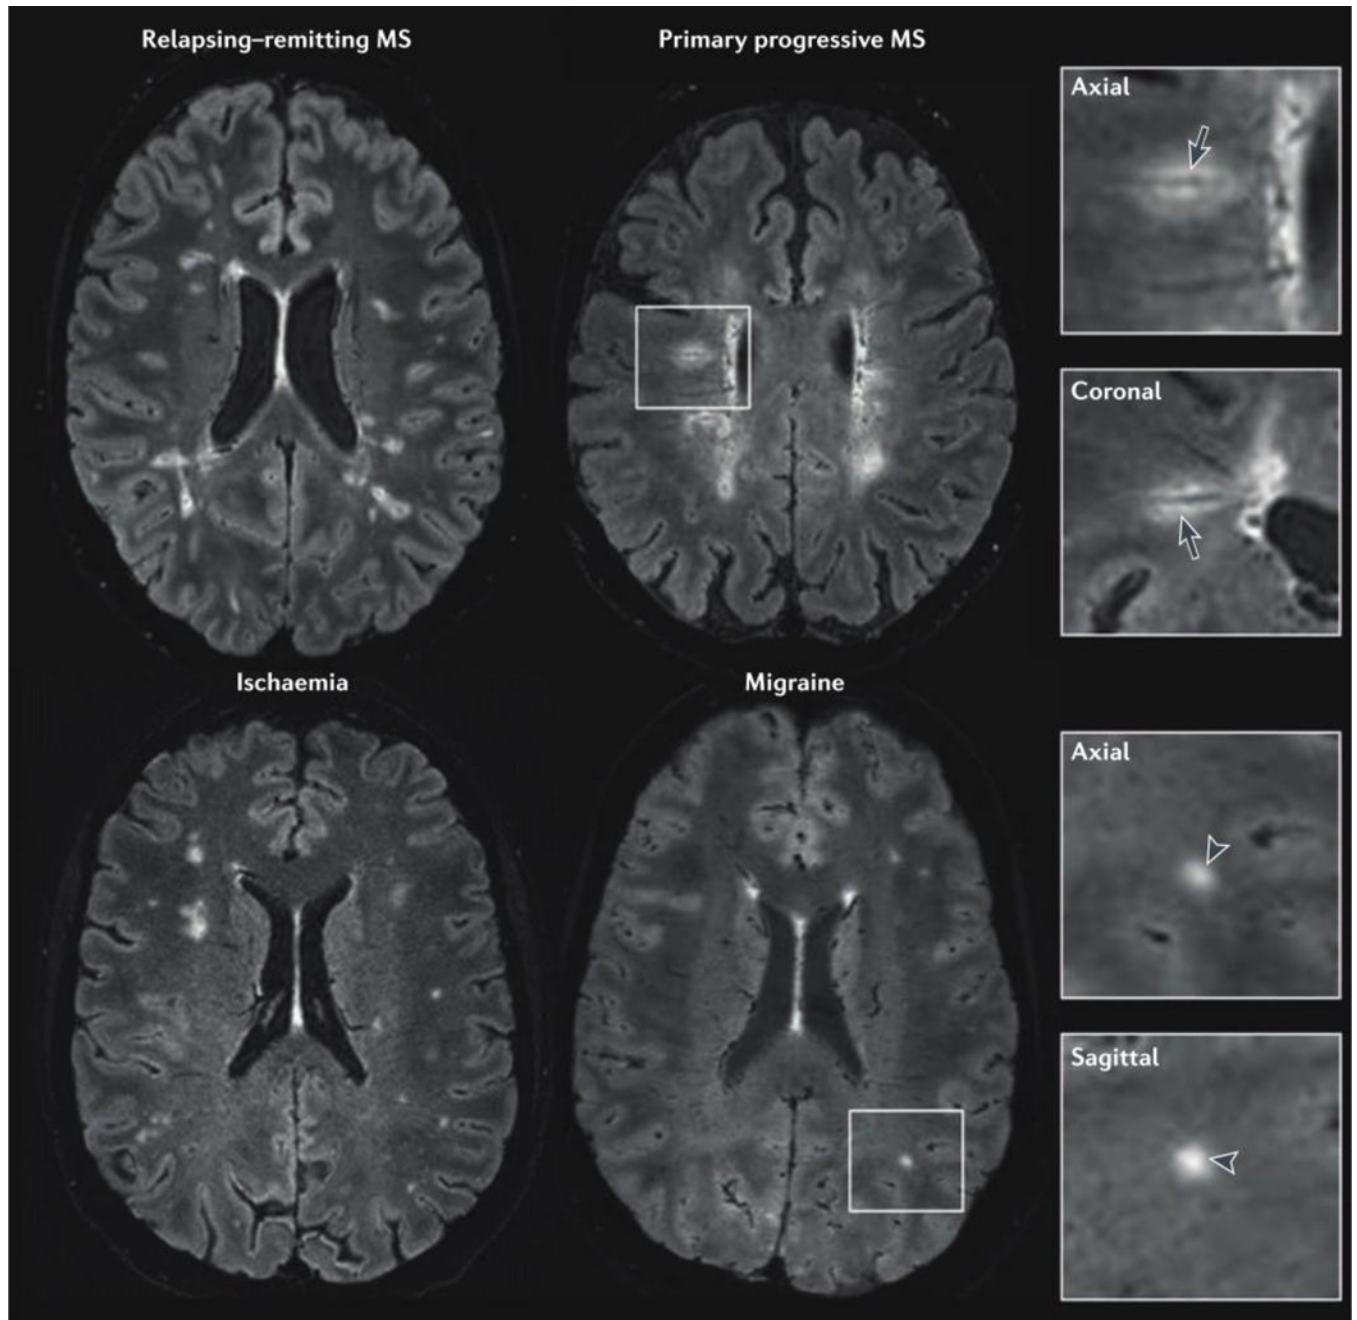 Relapsing–remitting MS
Primary progressive MS
Axial
Coronal
Ischaemia
Migraine
Axial
Sagittal